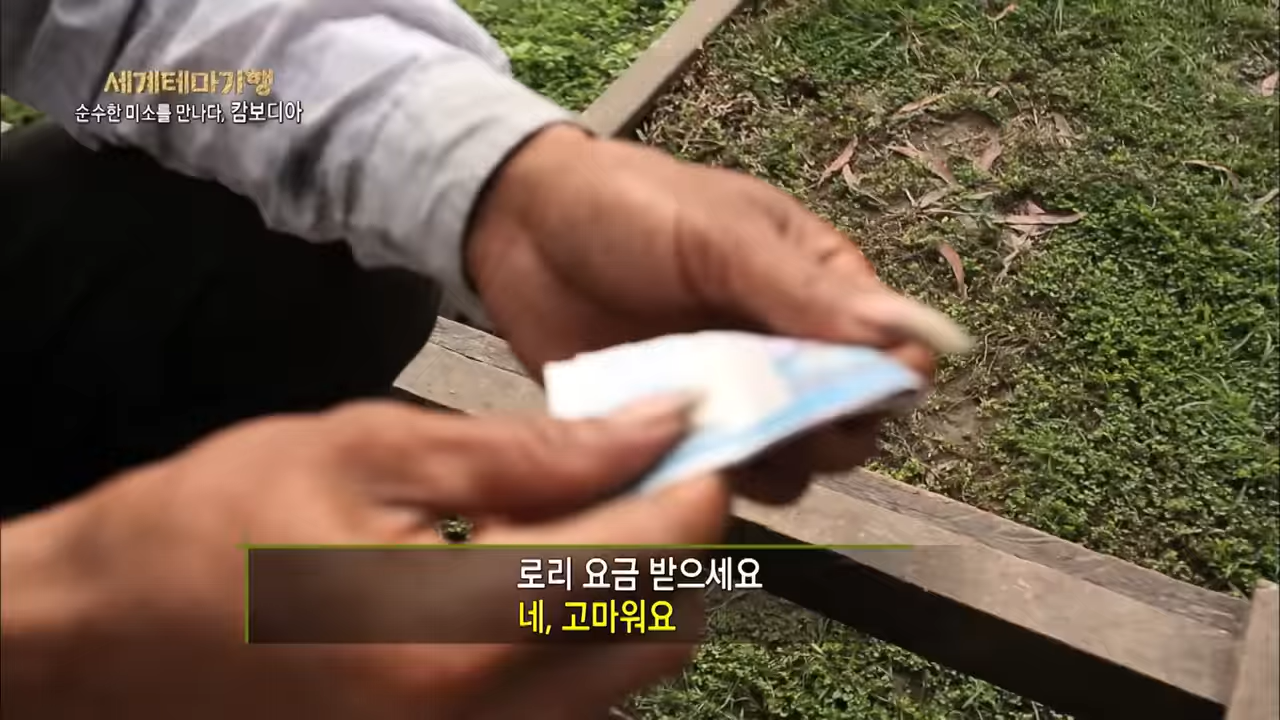 세계테마기행
순수한 미소를 만나다, 캄보디아
로리 요금 받으세요
네, 고마워요